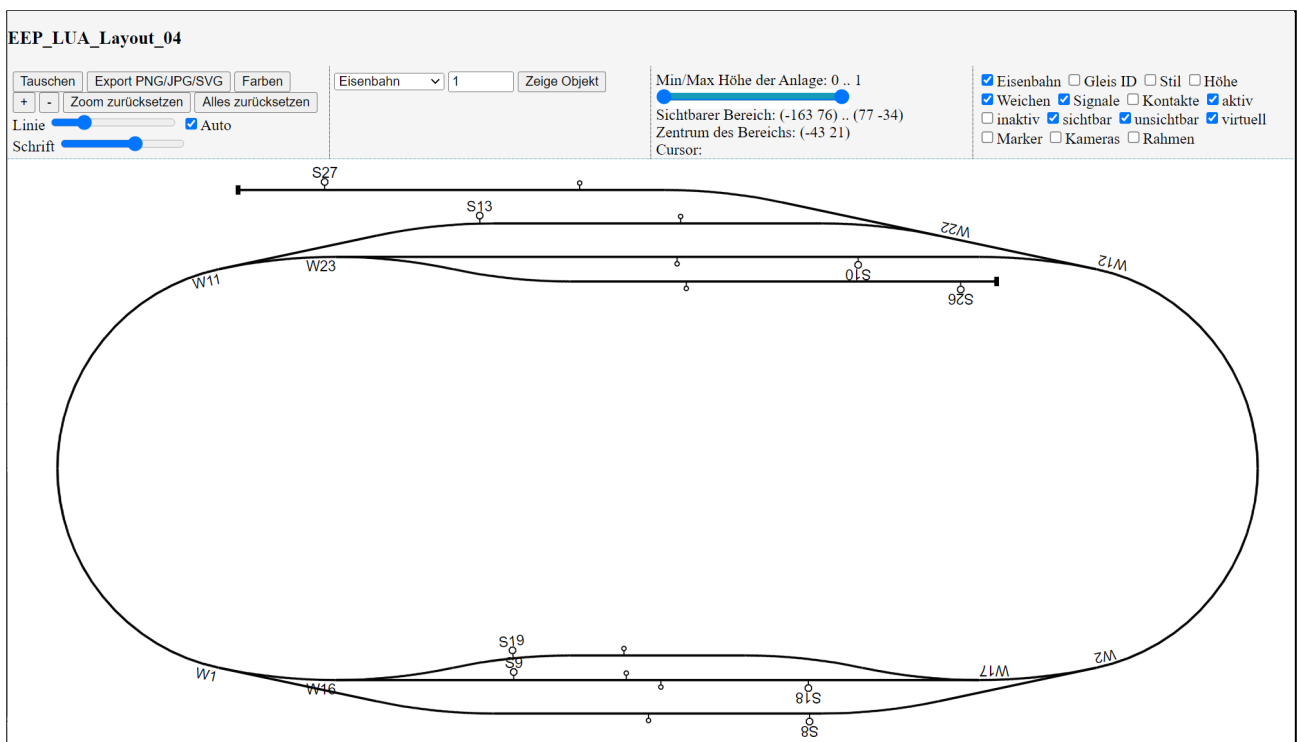 EEP_LUA_Layout_04
Tauschen Export PNG/JPG/SVG Farben
+ - Zoom zurücksetzen Alles zurücksetzen
Linie Auto
Schrift
Eisenbahn 1 Zeige Objekt
Min/Max Höhe der Anlage: 0 .. 1
Sichtbarer Bereich: (-163 76) .. (77 -34)
Zentrum des Bereichs: (-43 21)
Cursor:
Eisenbahn Gleis ID Stil Höhe
Weichen Signale Kontakte aktiv
inaktiv sichtbar unsichtbar virtuell
Marker Kameras Rahmen
S27
S13
W22
W11
W23
W12
S10
S26
S19
S9
W1
W16
W17
W2
S18
S8